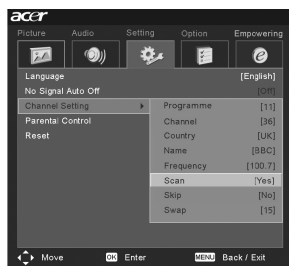 acer
Picture Audio Setting Option Empowering
Language [English]
No Signal Auto Off [Off]
Channel Setting Programme [11]
Parental Control Channel [36]
Reset Country [UK]
Name [BBC]
Frequency [100.7]
Scan [Yes]
Skip [No]
Swap [15]
Move OK Enter MENU Back / Exit